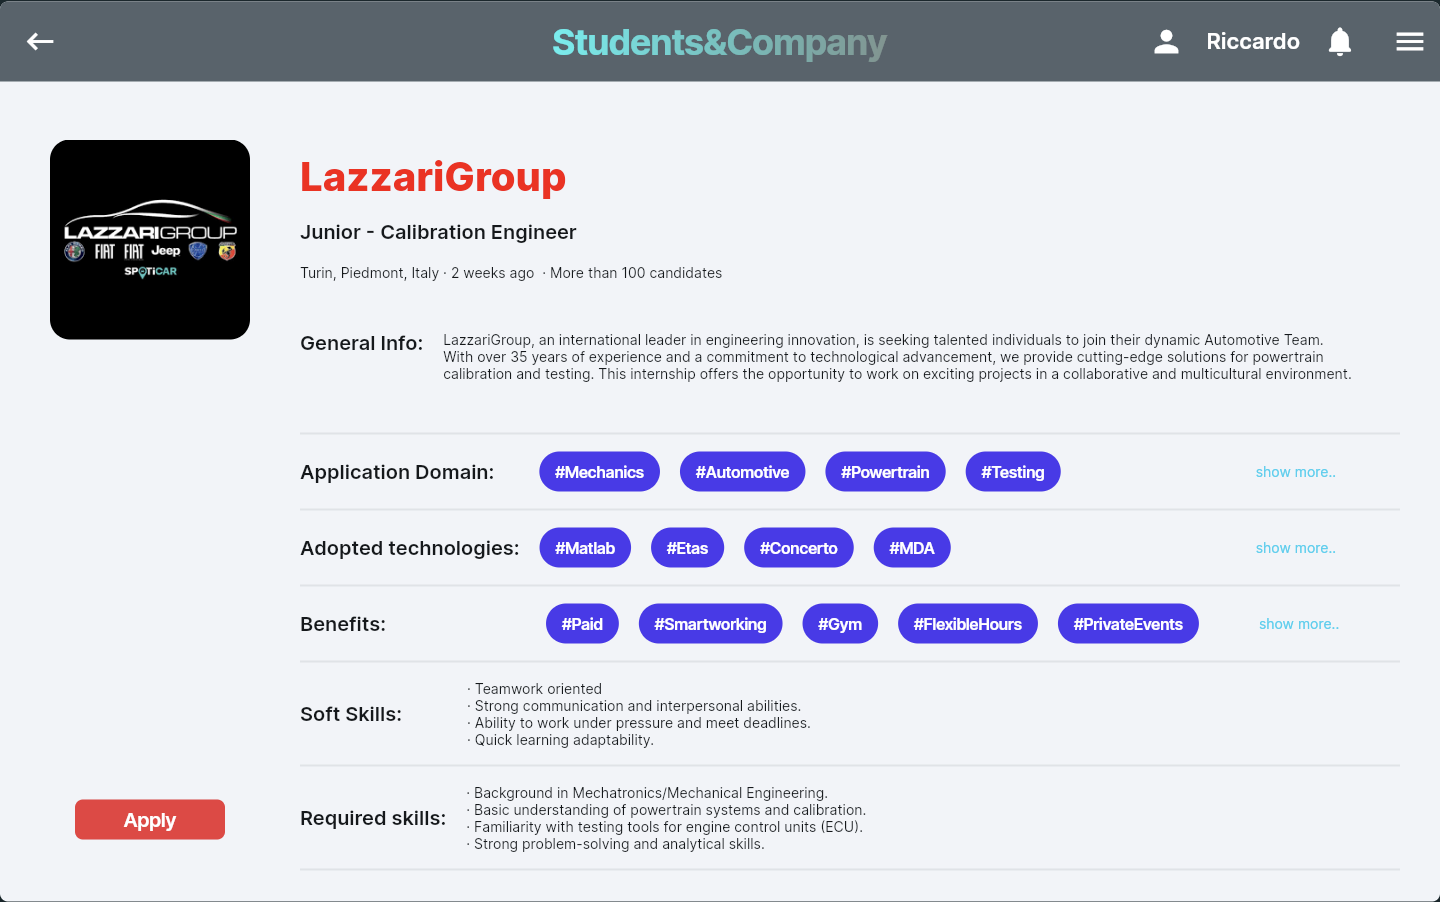 Students&Company
Riccardo
LAZZARIGROUP
FIAT FIAT Jeep
SPOTiCAR
LazzariGroup
Junior - Calibration Engineer
Turin, Piedmont, Italy · 2 weeks ago · More than 100 candidates
General Info:
LazzariGroup, an international leader in engineering innovation, is seeking talented individuals to join their dynamic Automotive Team.
With over 35 years of experience and a commitment to technological advancement, we provide cutting-edge solutions for powertrain
calibration and testing. This internship offers the opportunity to work on exciting projects in a collaborative and multicultural environment.
Application Domain: #Mechanics #Automotive #Powertrain #Testing show more..
Adopted technologies: #Matlab #Etas #Concerto #MDA show more..
Benefits: #Paid #Smartworking #Gym #FlexibleHours #PrivateEvents show more..
Soft Skills:
· Teamwork oriented
· Strong communication and interpersonal abilities.
· Ability to work under pressure and meet deadlines.
· Quick learning adaptability.
Required skills:
· Background in Mechatronics/Mechanical Engineering.
· Basic understanding of powertrain systems and calibration.
· Familiarity with testing tools for engine control units (ECU).
· Strong problem-solving and analytical skills.
Apply